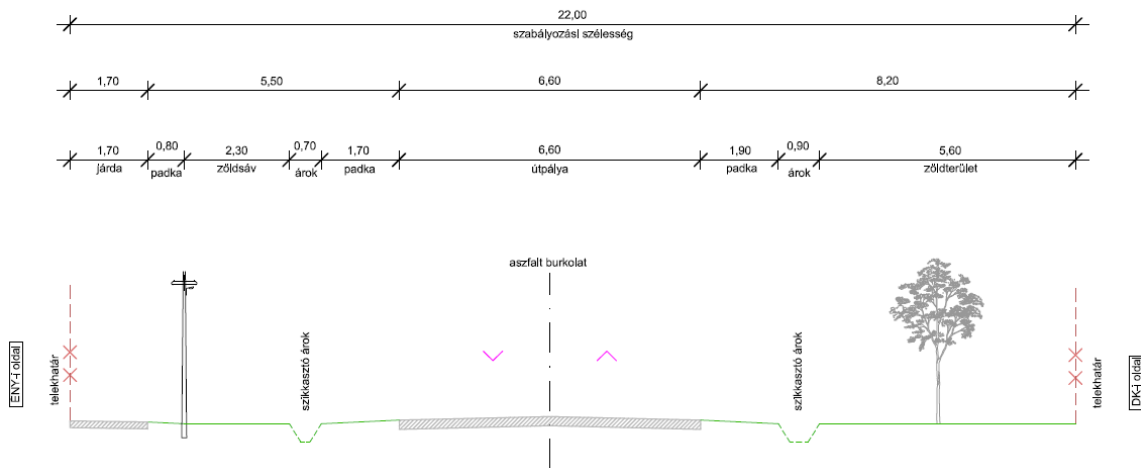 22,00
szabályozási szélesség
1,70 5,50 6,60 8,20
1,70 0,80 2,30 0,70 1,70 6,60 1,90 0,90 5,60
járda padka zöldsáv árok padka útpálya padka árok zöldterület
aszfalt burkolat
ÉNY-i oldal
telekhatár
szikkasztó árok
szikkasztó árok
telekhatár
DK-i oldal